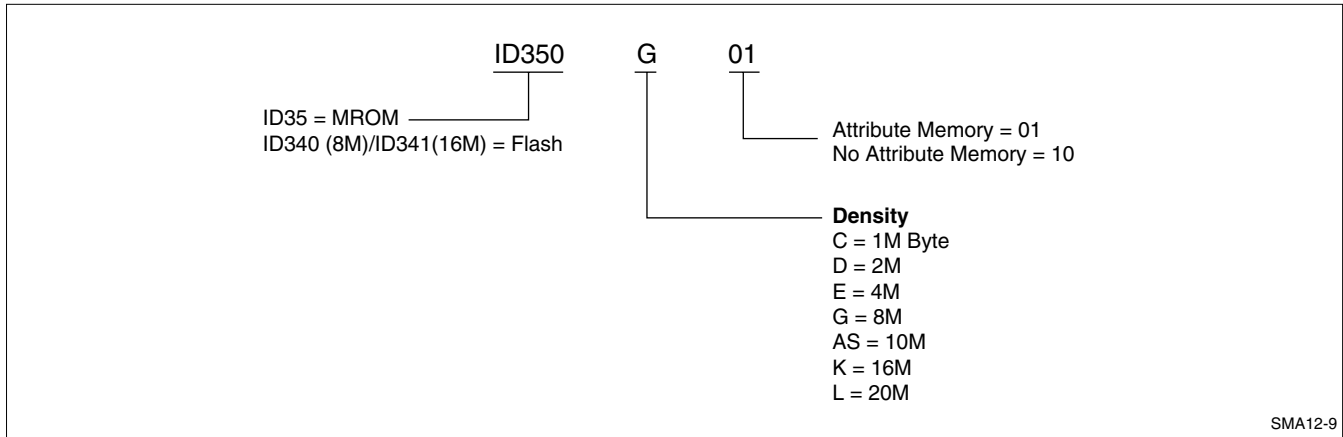 ID350 G 01
ID35 = MROM
ID340 (8M)/ID341(16M) = Flash
Attribute Memory = 01
No Attribute Memory = 10
Density
C = 1M Byte
D = 2M
E = 4M
G = 8M
AS = 10M
K = 16M
L = 20M
SMA12-9